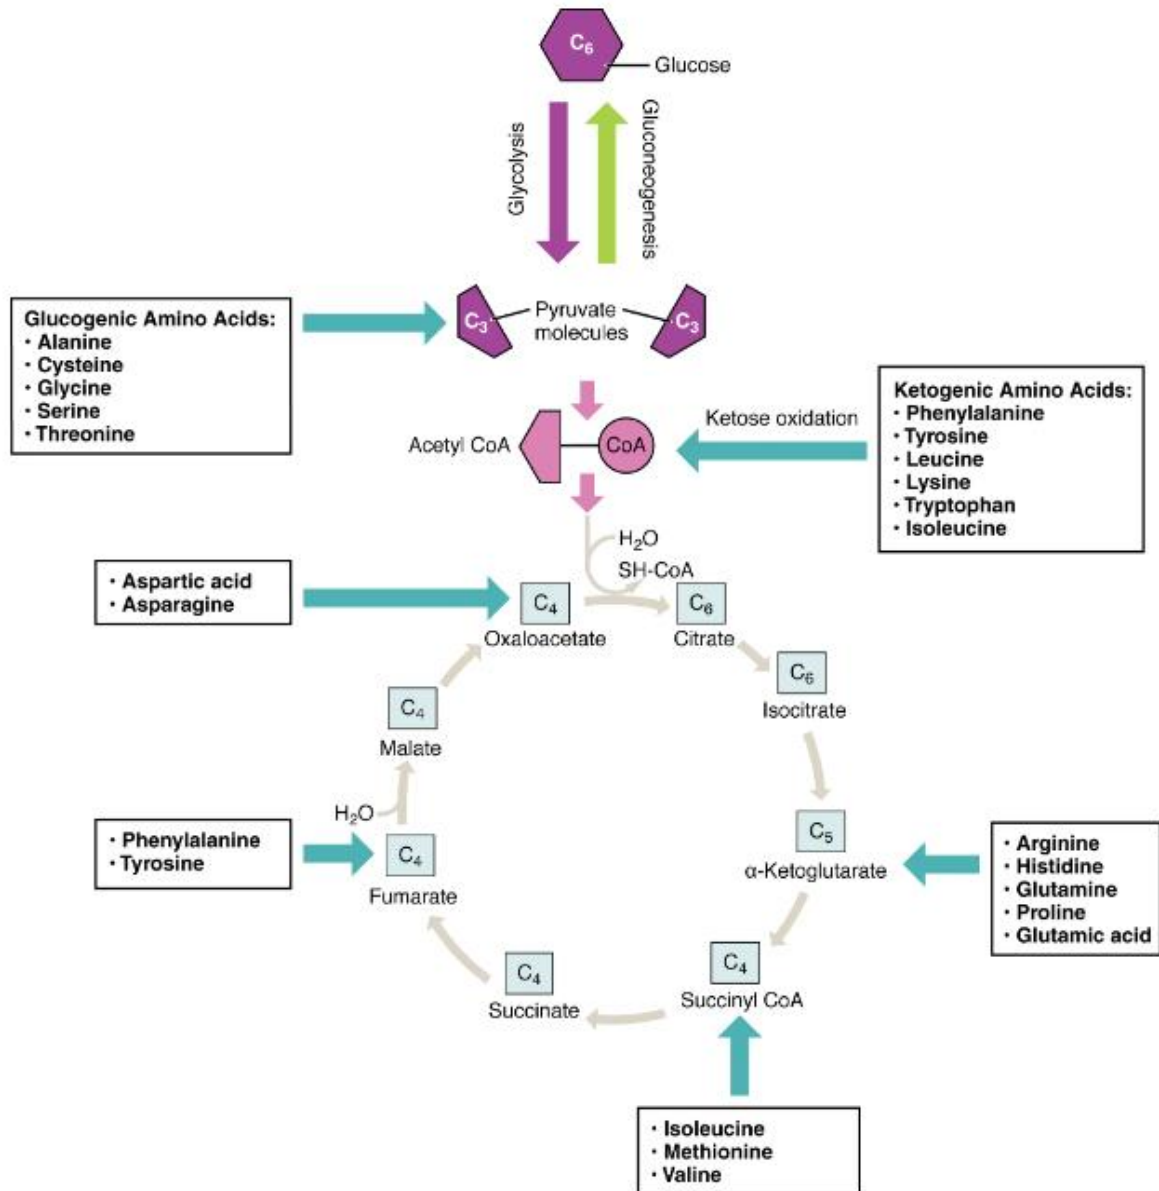 C₆
Glucose
Glycolysis
Gluconeogenesis
Glucogenic Amino Acids:
· Alanine
· Cysteine
· Glycine
· Serine
· Threonine
C₃
Pyruvate
molecules
C₃
Ketogenic Amino Acids:
· Phenylalanine
· Tyrosine
· Leucine
· Lysine
· Tryptophan
· Isoleucine
Ketose oxidation
Acetyl CoA
CoA
H₂O
SH-CoA
· Aspartic acid
· Asparagine
C₄
Oxaloacetate
C₆
Citrate
C₆
Isocitrate
C₄
Malate
H₂O
· Phenylalanine
· Tyrosine
C₄
Fumarate
C₅
α-Ketoglutarate
· Arginine
· Histidine
· Glutamine
· Proline
· Glutamic acid
C₄
Succinate
C₄
Succinyl CoA
· Isoleucine
· Methionine
· Valine